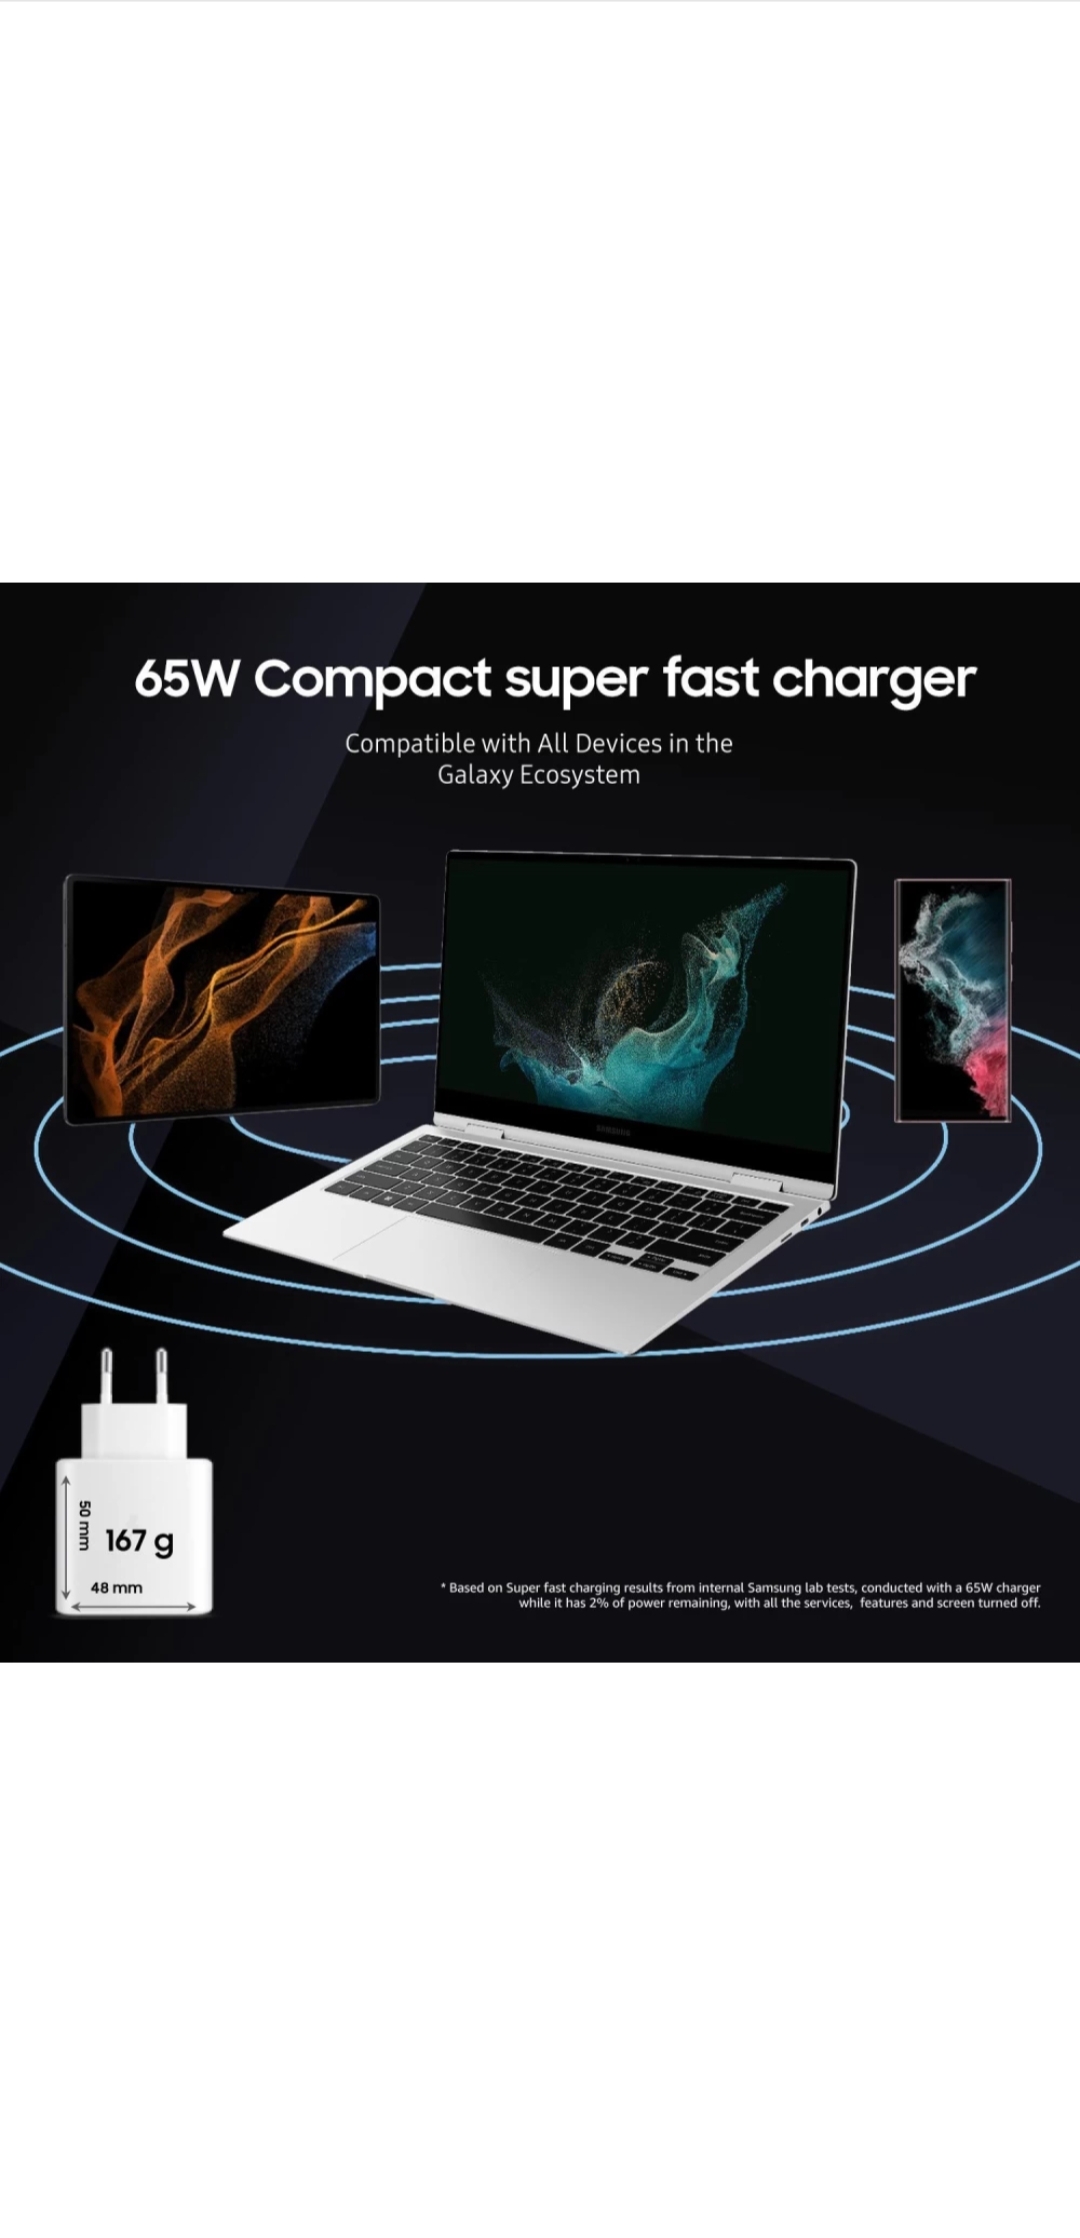 65W Compact super fast charger
Compatible with All Devices in the
Galaxy Ecosystem
SAMSUNG
50 mm
167 g
48 mm
* Based on Super fast charging results from internal Samsung lab tests, conducted with a 65W charger
while it has 2% of power remaining, with all the services, features and screen turned off.